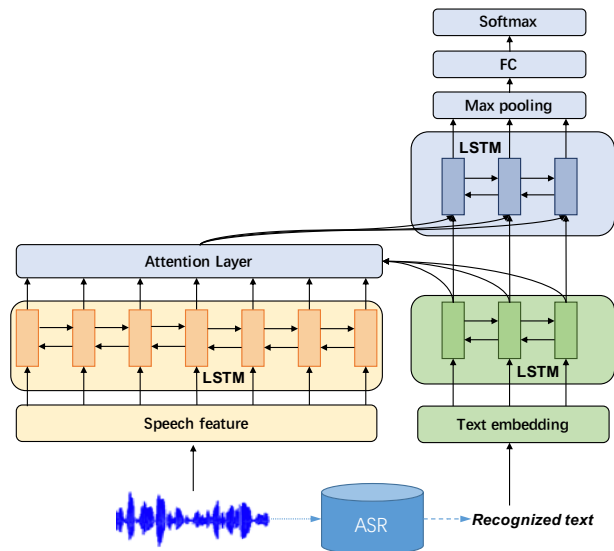 Softmax
FC
Max pooling
LSTM
Attention Layer
LSTM
LSTM
Speech feature
Text embedding
ASR
Recognized text